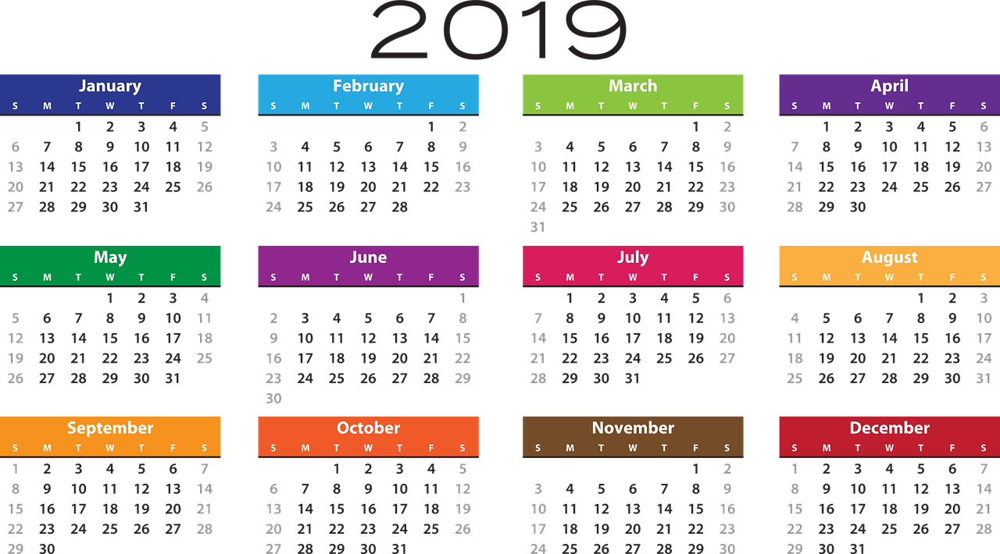 2019
January February March April
S M T W T F S S M T W T F S S M T W T F S S M T W T F S
1 2 3 4 5 1 2 1 2 1 2 3 4 5 6
6 7 8 9 10 11 12 3 4 5 6 7 8 9 3 4 5 6 7 8 9 7 8 9 10 11 12 13
13 14 15 16 17 18 19 10 11 12 13 14 15 16 10 11 12 13 14 15 16 14 15 16 17 18 19 20
20 21 22 23 24 25 26 17 18 19 20 21 22 23 17 18 19 20 21 22 23 21 22 23 24 25 26 27
27 28 29 30 31 24 25 26 27 28 24 25 26 27 28 29 30 28 29 30
31
May June July August
S M T W T F S S M T W T F S S M T W T F S S M T W T F S
1 2 3 4 1 1 2 3 4 5 6 1 2 3
5 6 7 8 9 10 11 2 3 4 5 6 7 8 7 8 9 10 11 12 13 4 5 6 7 8 9 10
12 13 14 15 16 17 18 9 10 11 12 13 14 15 14 15 16 17 18 19 20 11 12 13 14 15 16 17
19 20 21 22 23 24 25 16 17 18 19 20 21 22 21 22 23 24 25 26 27 18 19 20 21 22 23 24
26 27 28 29 30 31 23 24 25 26 27 28 29 28 29 30 31 25 26 27 28 29 30 31
30
September October November December
S M T W T F S S M T W T F S S M T W T F S S M T W T F S
1 2 3 4 5 6 7 1 2 3 4 5 1 2 1 2 3 4 5 6 7
8 9 10 11 12 13 14 6 7 8 9 10 11 12 3 4 5 6 7 8 9 8 9 10 11 12 13 14
15 16 17 18 19 20 21 13 14 15 16 17 18 19 10 11 12 13 14 15 16 15 16 17 18 19 20 21
22 23 24 25 26 27 28 20 21 22 23 24 25 26 17 18 19 20 21 22 23 22 23 24 25 26 27 28
29 30 27 28 29 30 31 24 25 26 27 28 29 30 29 30 31